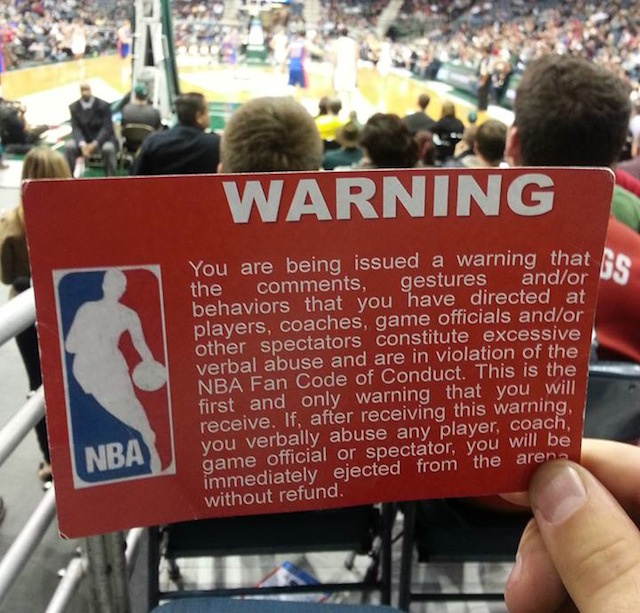 WARNING
You are being issued a warning that
the comments, gestures and/or
behaviors that you have directed at
players, coaches, game officials and/or
other spectators constitute excessive
verbal abuse and are in violation of the
NBA Fan Code of Conduct. This is the
first and only warning that you will
receive. If, after receiving this warning,
you verbally abuse any player, coach,
game official or spectator, you will be
immediately ejected from the arena
without refund.
NBA
GS